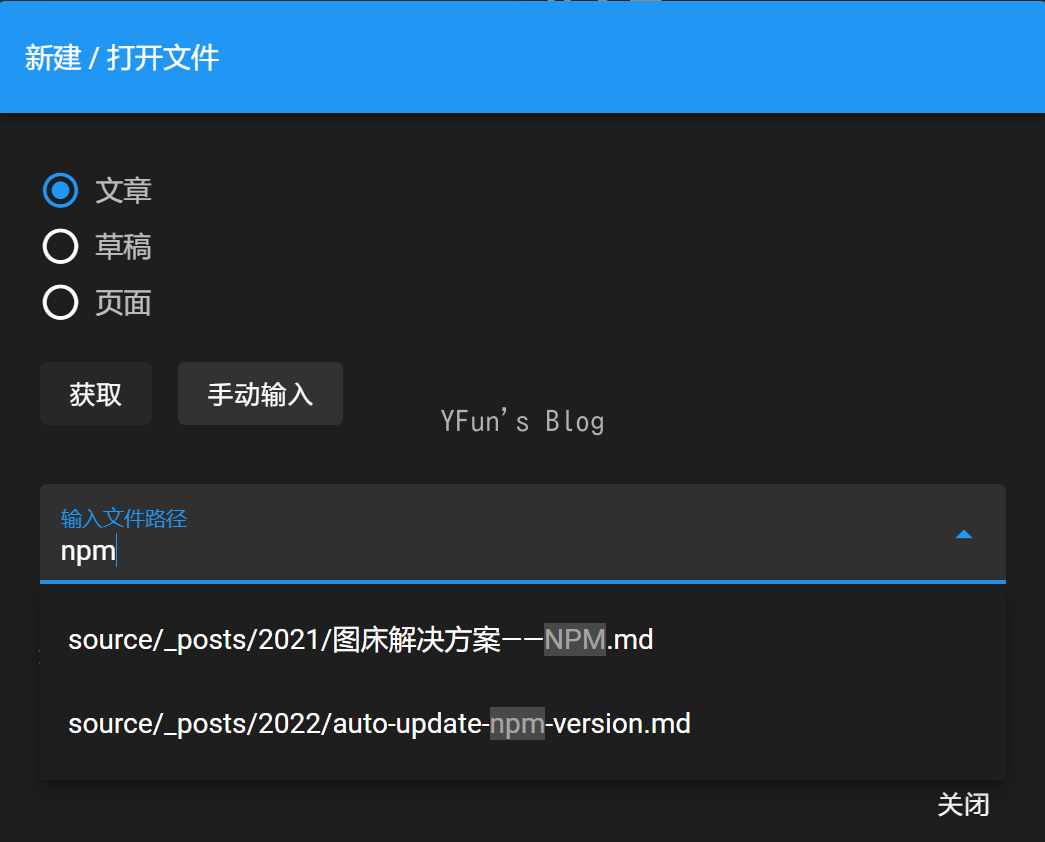 新建 / 打开文件
文章
草稿
页面
获取 手动输入
YFun's Blog
输入文件路径
npm
source/_posts/2021/图床解决方案——NPM.md
source/_posts/2022/auto-update-npm-version.md
关闭